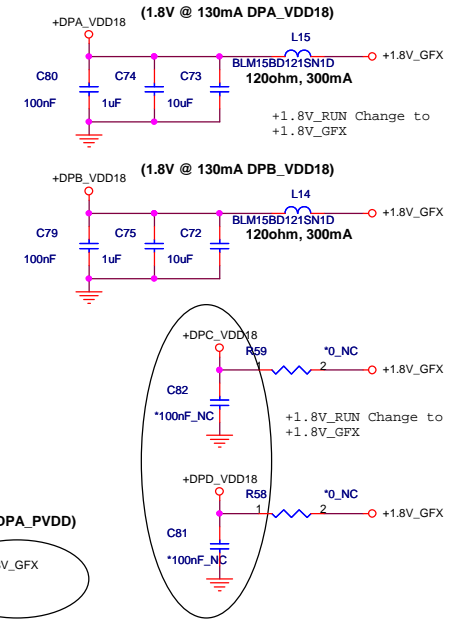 (1.8V @ 130mA DPA_VDD18)
+DPA_VDD18
L15
+1.8V_GFX
BLM15BD121SN1D
120ohm, 300mA
C80
C74
C73
100nF
1uF
10uF
+1.8V_RUN Change to
+1.8V_GFX
(1.8V @ 130mA DPB_VDD18)
+DPB_VDD18
L14
+1.8V_GFX
BLM15BD121SN1D
120ohm, 300mA
C79
C75
C72
100nF
1uF
10uF
+DPC_VDD18
R59
*0_NC
1
2
+1.8V_GFX
C82
*100nF_NC
+1.8V_RUN Change to
+1.8V_GFX
+DPD_VDD18
R58
*0_NC
1
2
+1.8V_GFX
C81
*100nF_NC
DPA_PVDD)
V_GFX